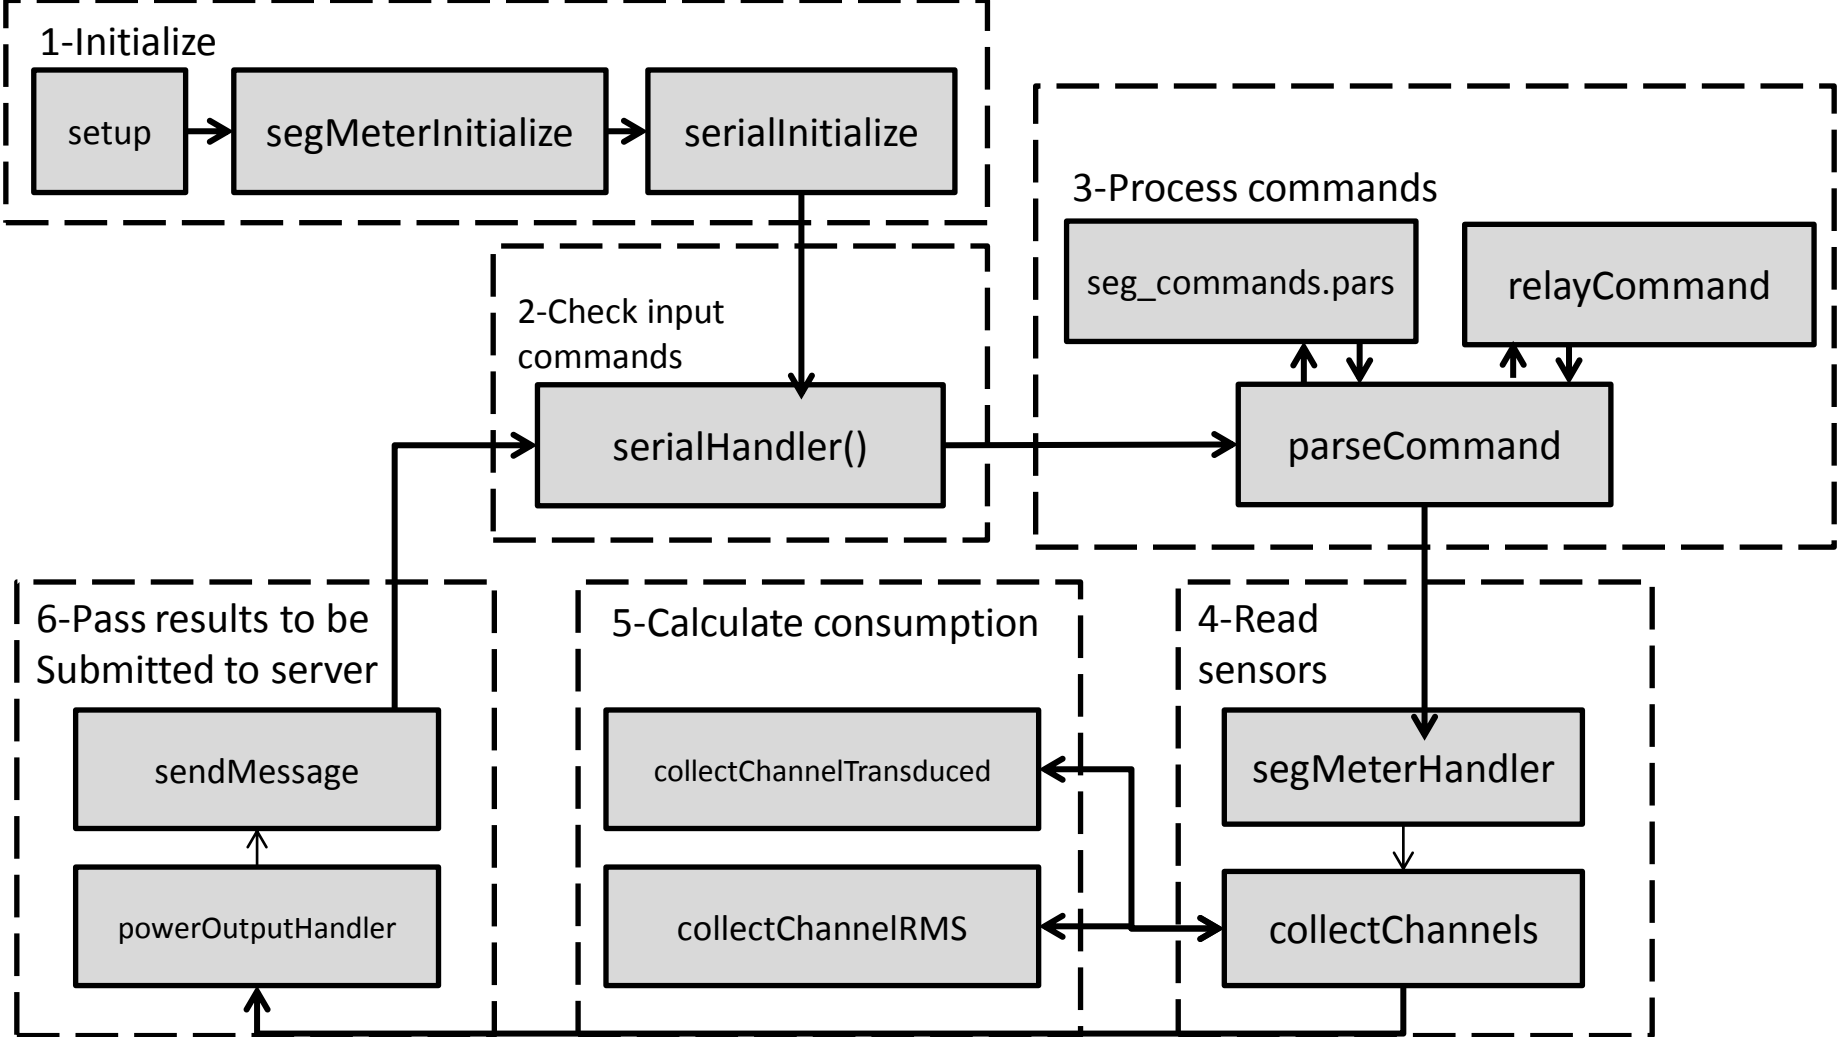 1-Initialize
setup
segMeterInitialize
serialInitialize
2-Check input
commands
serialHandler()
3-Process commands
seg_commands.pars
relayCommand
parseCommand
4-Read
sensors
segMeterHandler
collectChannels
5-Calculate consumption
collectChannelTransduced
collectChannelRMS
6-Pass results to be
Submitted to server
sendMessage
powerOutputHandler